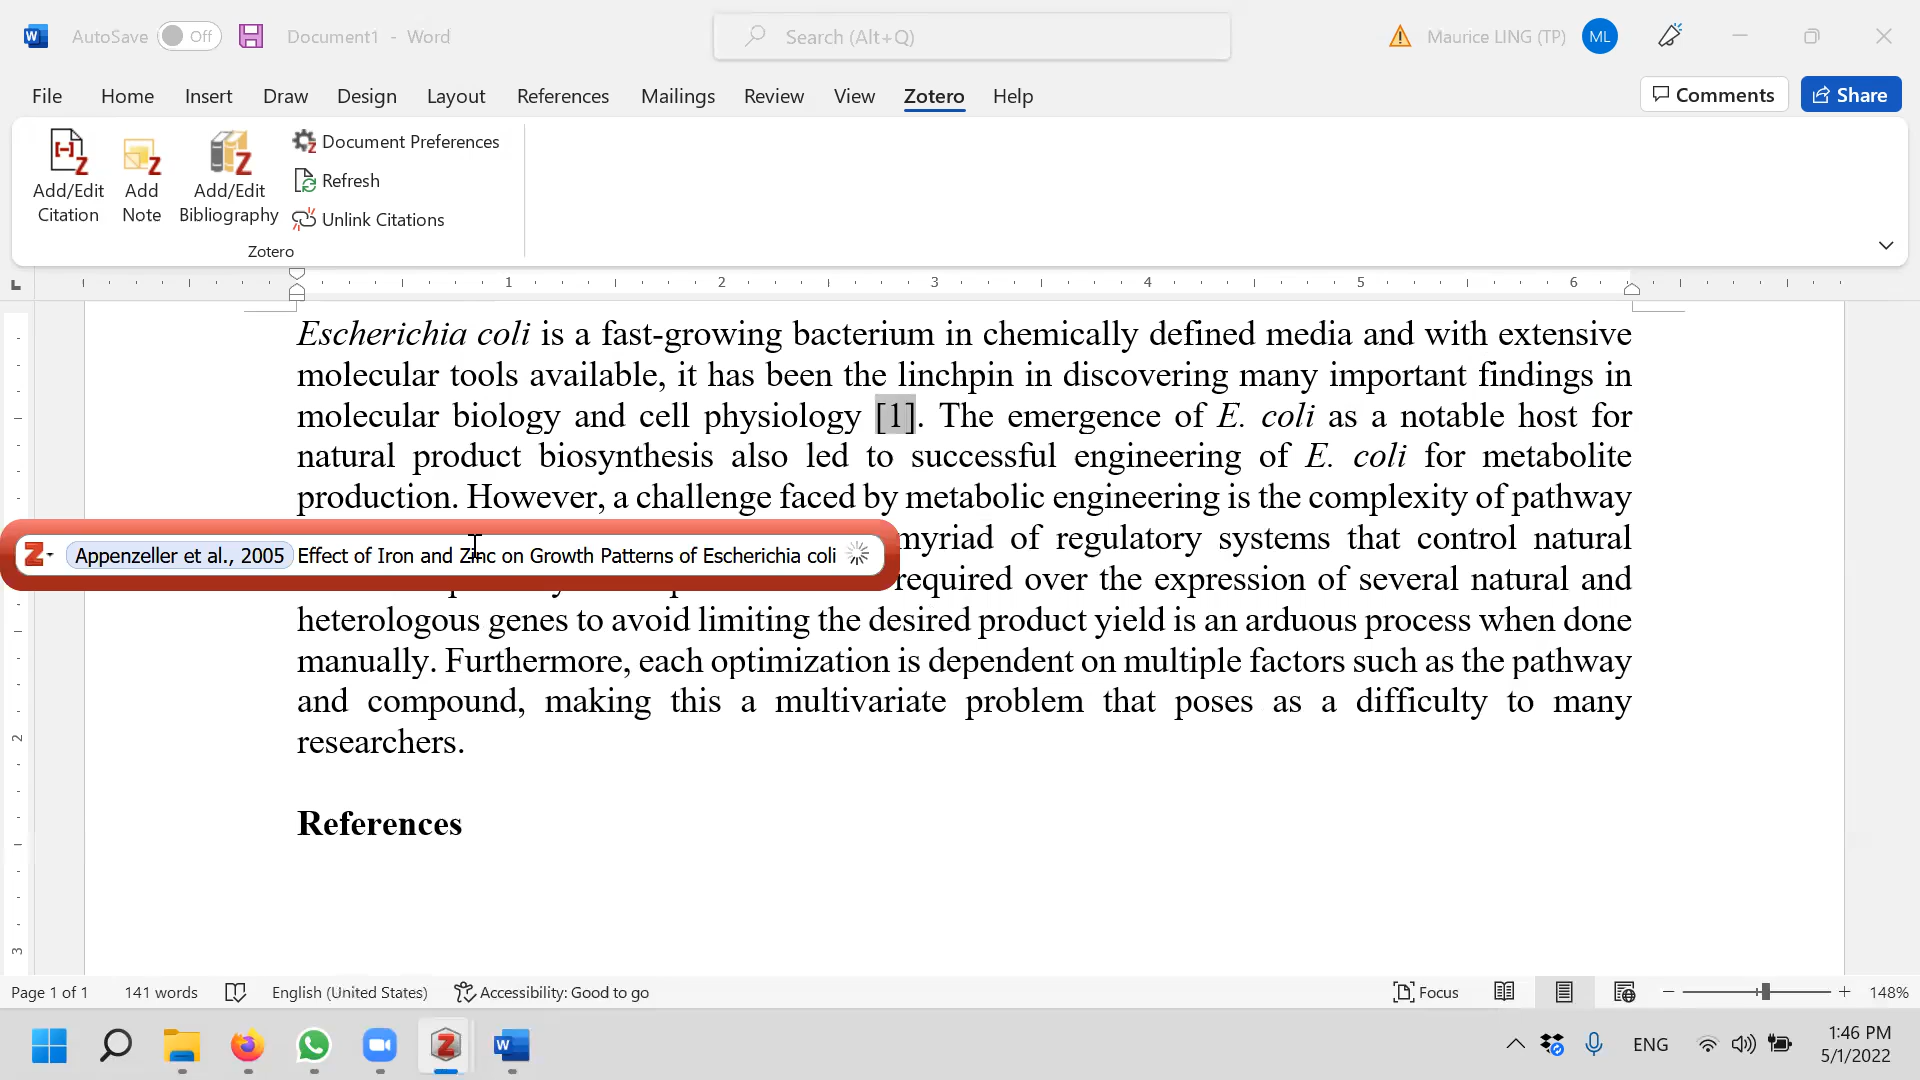 AutoSave Off Document1 - Word Search (Alt+Q) Maurice LING (TP) ML
File Home Insert Draw Design Layout References Mailings Review View Zotero Help Comments Share
Add/Edit Citation
Add Note
Add/Edit Bibliography
Document Preferences
Refresh
Unlink Citations
Zotero
1 2 3 4 5 6
Escherichia coli is a fast-growing bacterium in chemically defined media and with extensive
molecular tools available, it has been the linchpin in discovering many important findings in
molecular biology and cell physiology [1]. The emergence of E. coli as a notable host for
natural product biosynthesis also led to successful engineering of E. coli for metabolite
production. However, a challenge faced by metabolic engineering is the complexity of pathway
myriad of regulatory systems that control natural
Appenzeller et al., 2005 Effect of Iron and Zinc on Growth Patterns of Escherichia coli
required over the expression of several natural and
heterologous genes to avoid limiting the desired product yield is an arduous process when done
manually. Furthermore, each optimization is dependent on multiple factors such as the pathway
and compound, making this a multivariate problem that poses as a difficulty to many
researchers.
References
2
3
Page 1 of 1 141 words English (United States) Accessibility: Good to go Focus 148%
ENG 1:46 PM
5/1/2022